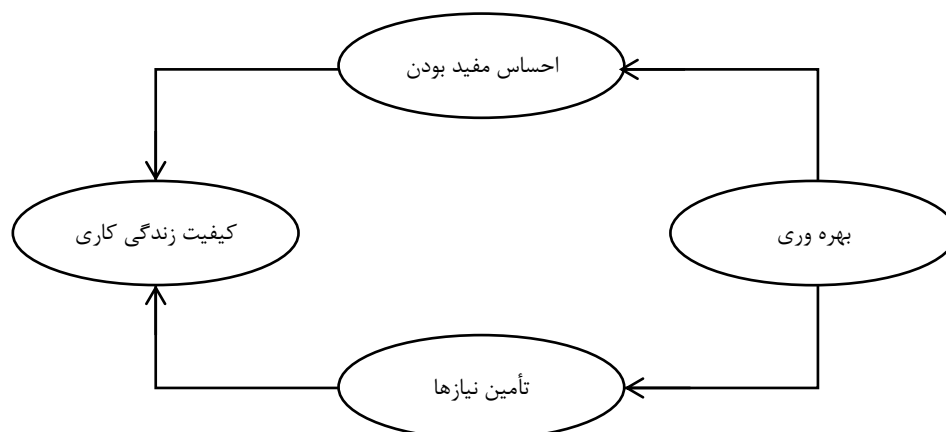 احساس مفید بودن
بهره وری
کیفیت زندگی کاری
تأمین نیازها